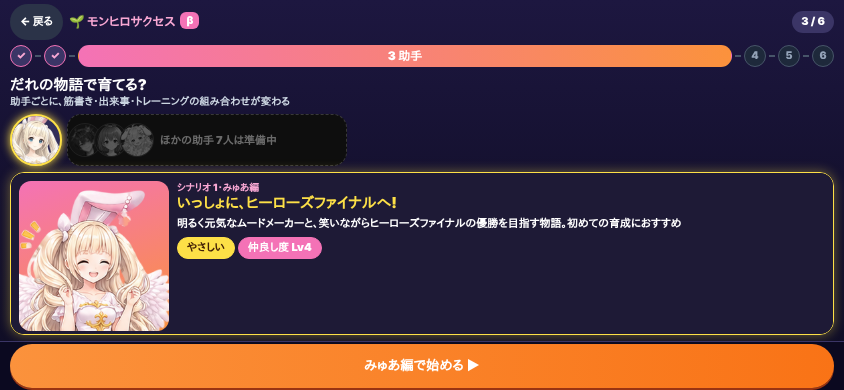 ← 戻る
🌱 モンヒロサクセス β
3 / 6
✓ ✓ 3 助手 4 5 6
だれの物語で育てる?
助手ごとに、筋書き・出来事・トレーニングの組み合わせが変わる
ほかの助手 7人は準備中
シナリオ 1・みゅあ編
いっしょに、ヒーローズファイナルへ!
明るく元気なムードメーカーと、笑いながらヒーローズファイナルの優勝を目指す物語。初めての育成におすすめ
やさしい 仲良し度 Lv4
みゅあ編で始める ▶